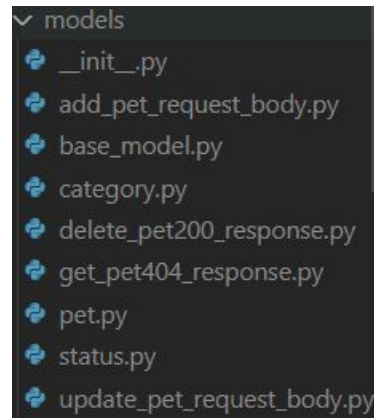 models
__init__.py
add_pet_request_body.py
base_model.py
category.py
delete_pet200_response.py
get_pet404_response.py
pet.py
status.py
update_pet_request_body.py